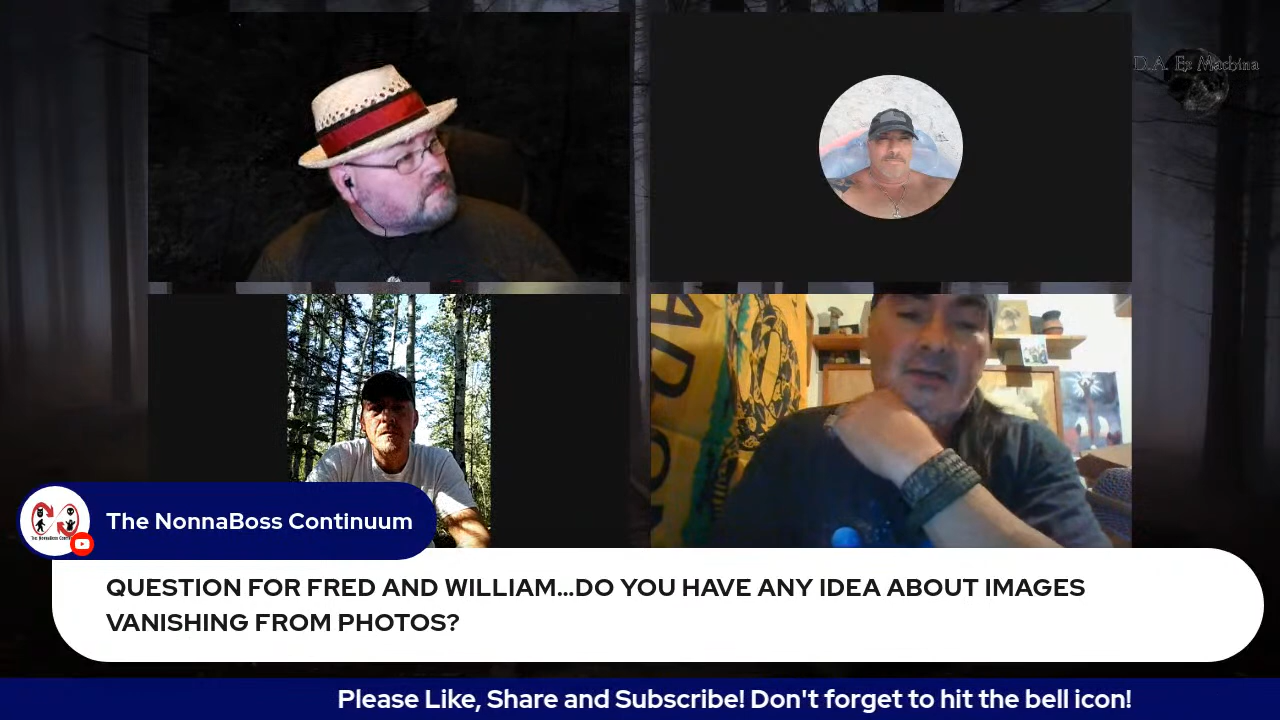 D.A. Ex Machina
The NonnaBoss Continuum
QUESTION FOR FRED AND WILLIAM...DO YOU HAVE ANY IDEA ABOUT IMAGES
VANISHING FROM PHOTOS?
Please Like, Share and Subscribe! Don't forget to hit the bell icon!